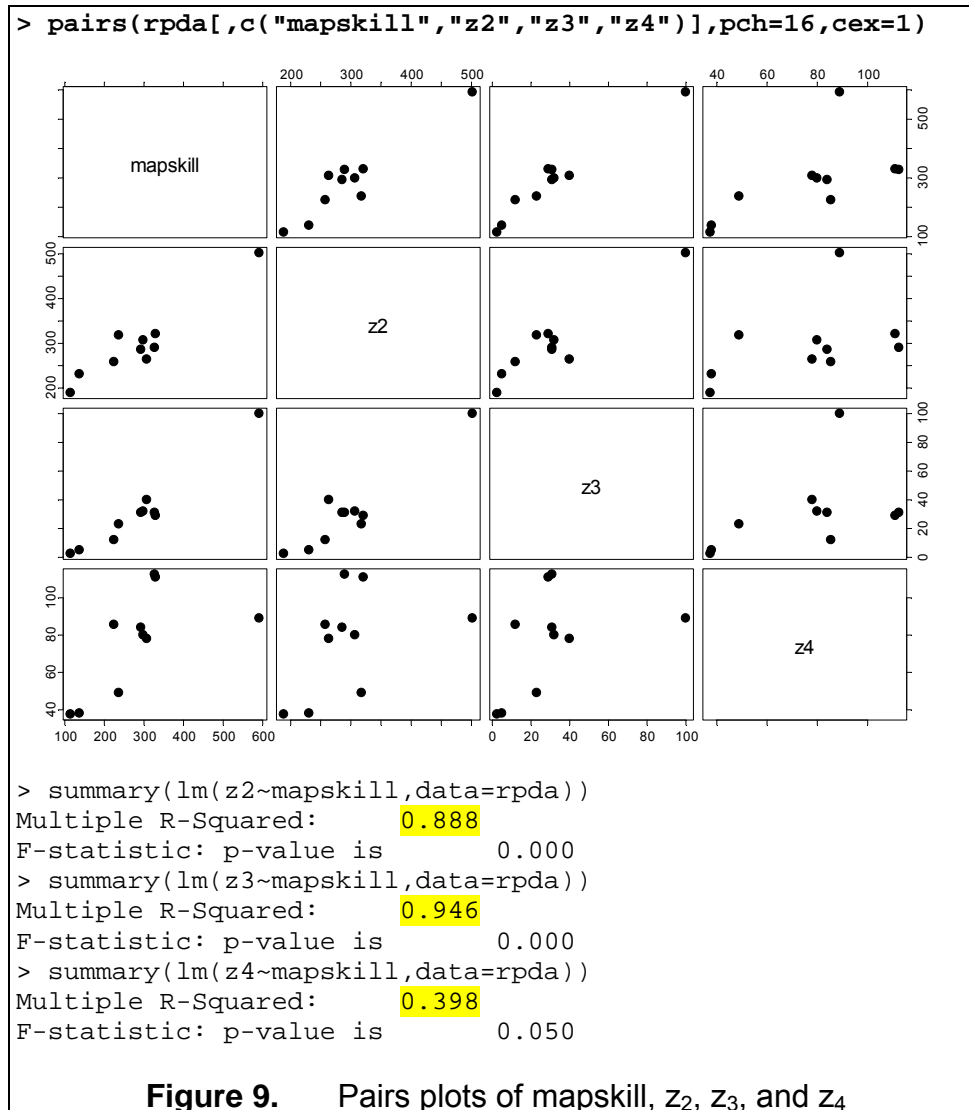 > pairs(rpda[,c("mapskill","z2","z3","z4")],pch=16,cex=1)
200 300 400 500 40 60 80 100
mapskill
100 300 500
200 300 400 500
z2
z3
0 20 40 60 80 100
40 60 80 100
z4
100 200 300 400 500 600 0 20 40 60 80 100
> summary(lm(z2~mapskill,data=rpda))
Multiple R-Squared: 0.888
F-statistic: p-value is 0.000
> summary(lm(z3~mapskill,data=rpda))
Multiple R-Squared: 0.946
F-statistic: p-value is 0.000
> summary(lm(z4~mapskill,data=rpda))
Multiple R-Squared: 0.398
F-statistic: p-value is 0.050
Figure 9. Pairs plots of mapskill, z2, z3, and z4